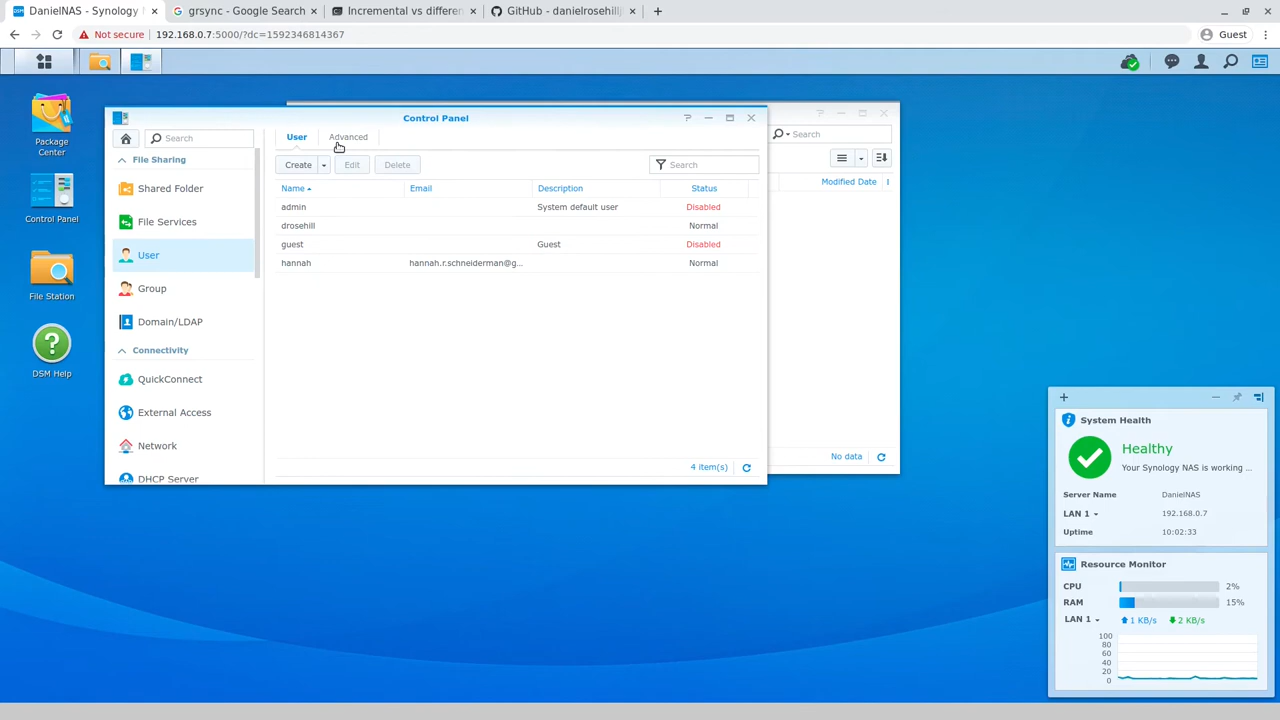 DanielNAS - Synology
grsync - Google Search
Incremental vs differen
GitHub - danielrosehill
Not secure
192.168.0.7:5000/?dc=1592346814367
Guest
Package
Center
Control Panel
File Station
DSM Help
Control Panel
Search
File Sharing
Shared Folder
File Services
User
Group
Domain/LDAP
Connectivity
QuickConnect
External Access
Network
DHCP Server
User
Advanced
Create
Edit
Delete
Search
Name
Email
Description
Status
admin
System default user
Disabled
drosehill
Normal
guest
Guest
Disabled
hannah
hannah.r.schneiderman@g...
Normal
4 item(s)
Search
Modified Date
No data
System Health
Healthy
Your Synology NAS is working ...
Server Name
DanielNAS
LAN 1
192.168.0.7
Uptime
10:02:33
Resource Monitor
CPU
2%
RAM
15%
LAN 1
1 KB/s
2 KB/s
100
80
60
40
20
0